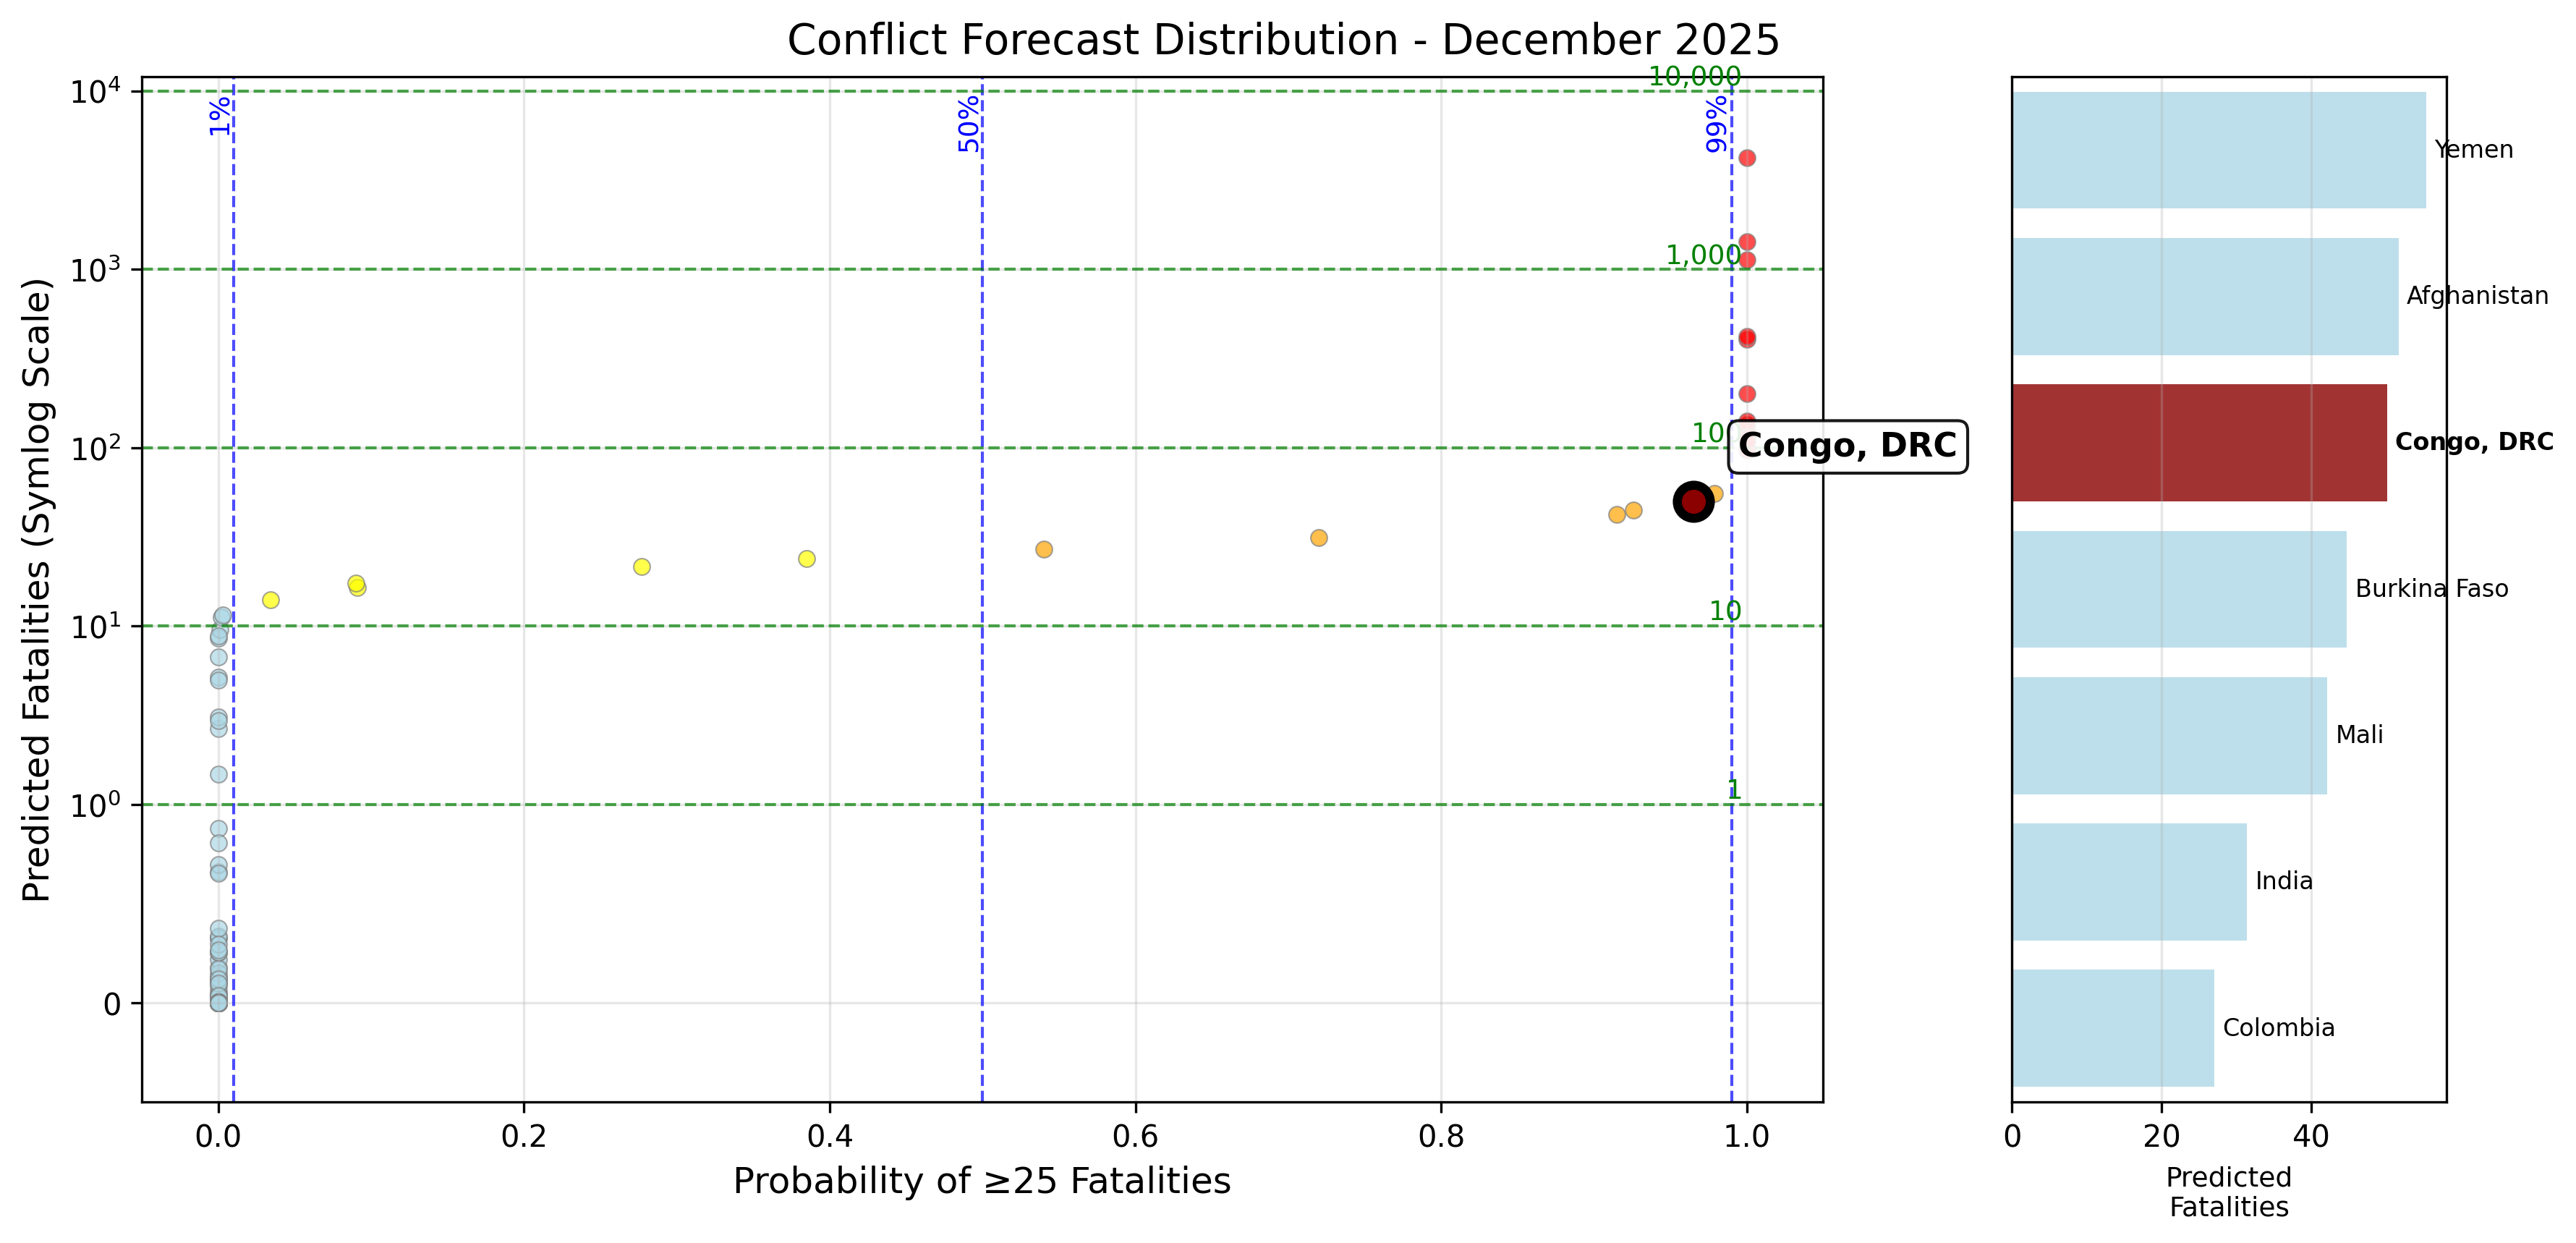 Conflict Forecast Distribution - December 2025
Predicted Fatalities (Symlog Scale)
10⁴
10³
10²
10¹
10⁰
0
1%
50%
99%
10,000
1,000
10
10
1
Congo, DRC
0.0 0.2 0.4 0.6 0.8 1.0
Probability of ≥25 Fatalities
Yemen
Afghanistan
Congo, DRC
Burkina Faso
Mali
India
Colombia
0 20 40
Predicted
Fatalities